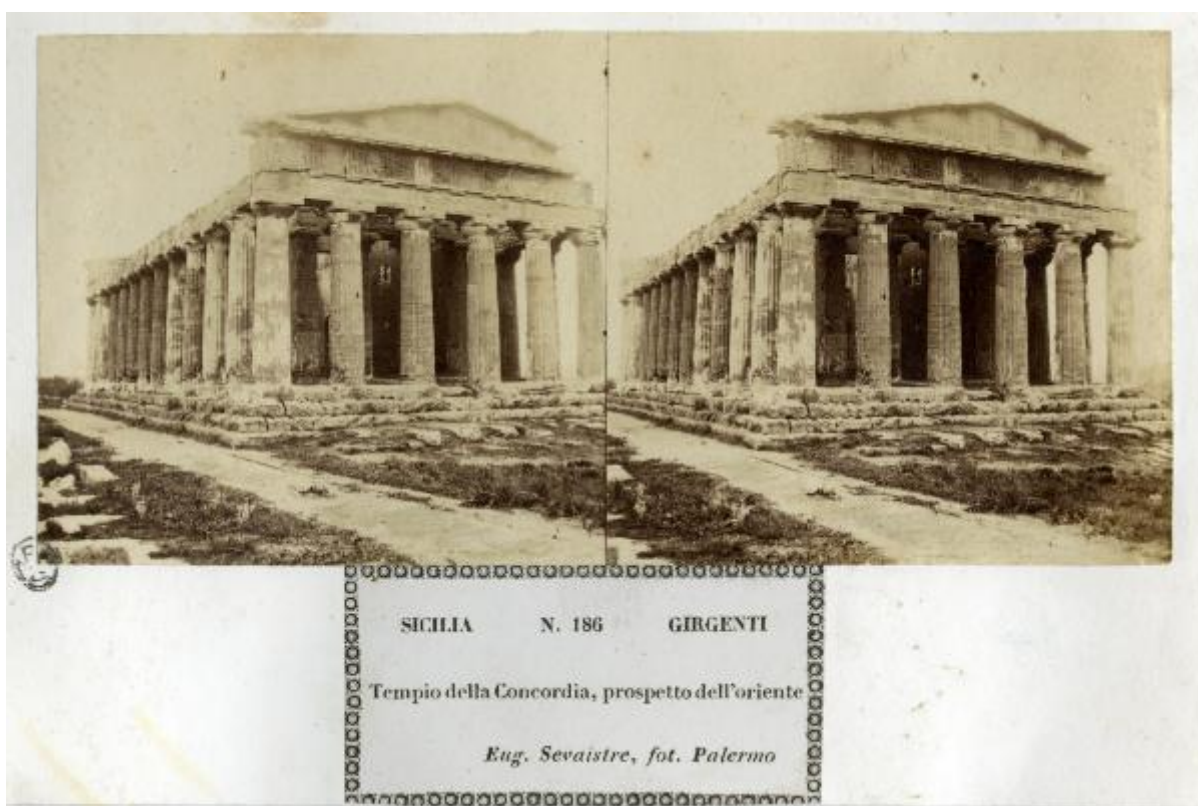 SICILIA N. 186 GIRGENTI
Tempio della Concordia, prospetto dell'oriente
Eug. Sevaistre, fot. Palermo